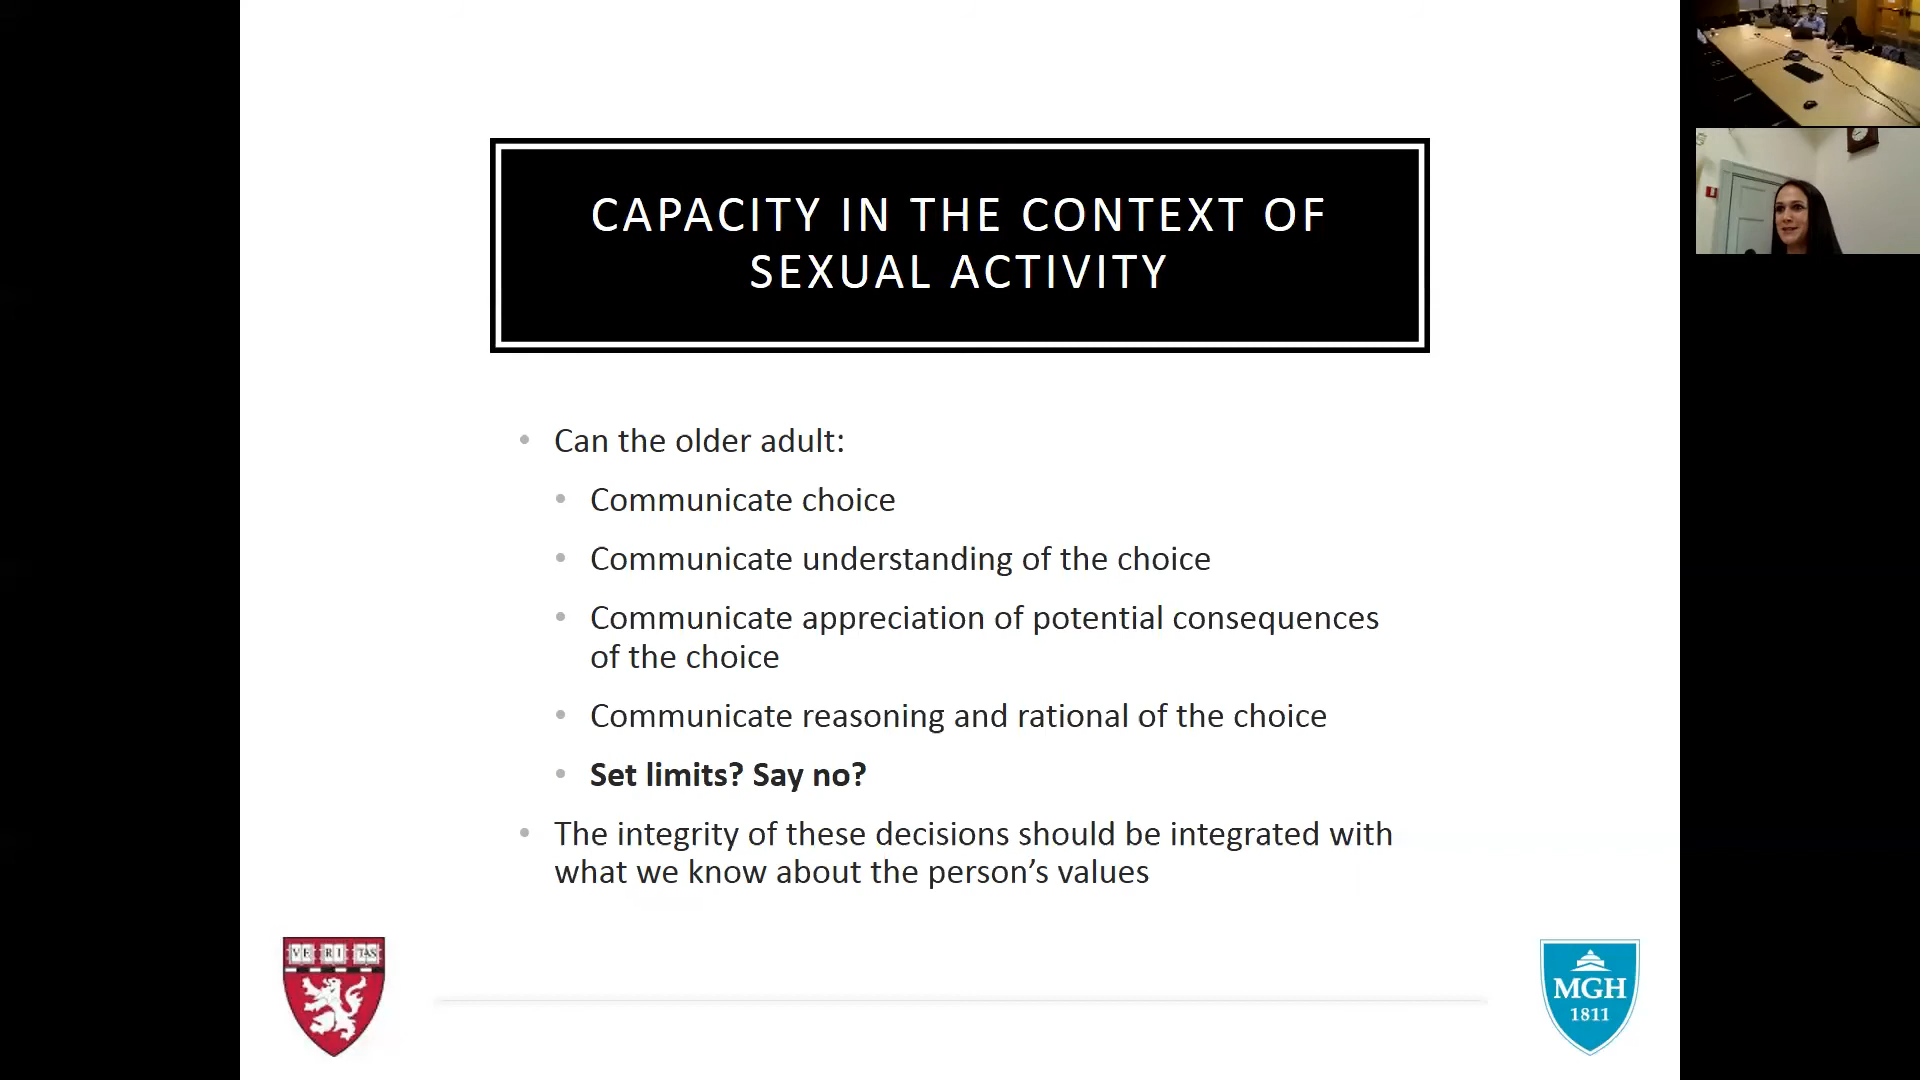 CAPACITY IN THE CONTEXT OF
SEXUAL ACTIVITY
• Can the older adult:
• Communicate choice
• Communicate understanding of the choice
• Communicate appreciation of potential consequences
of the choice
• Communicate reasoning and rational of the choice
• Set limits? Say no?
• The integrity of these decisions should be integrated with
what we know about the person’s values
VE RI TAS
MGH
1811